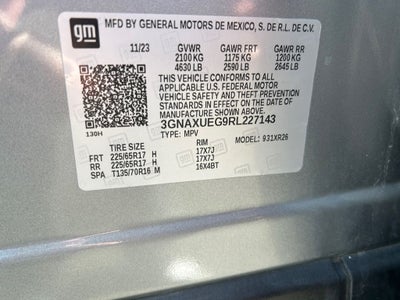 gm
MFD BY GENERAL MOTORS DE MEXICO, S. DE R.L. DE C.V.
11/23 GVWR GAWR FRT GAWR RR
2100 KG 1175 KG 1200 KG
4630 LB 2590 LB 2645 LB
THIS VEHICLE CONFORMS TO ALL
APPLICABLE U.S. FEDERAL MOTOR
VEHICLE SAFETY, BUMPER, AND
THEFT PREVENTION STANDARDS
IN EFFECT ON THE DATE OF
MANUFACTURE SHOWN ABOVE.
3GNAXUEG9RL227143
130H TYPE: MPV MODEL: 931XR26
TIRE SIZE RIM
FRT 225/65R17 H 17X7J
RR 225/65R17 H 17X7J
SPA T135/70R16 M 16X4BT